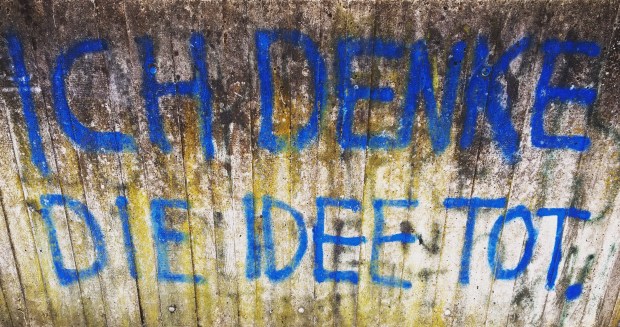 ICH DENKE
DIE IDEE TOT.